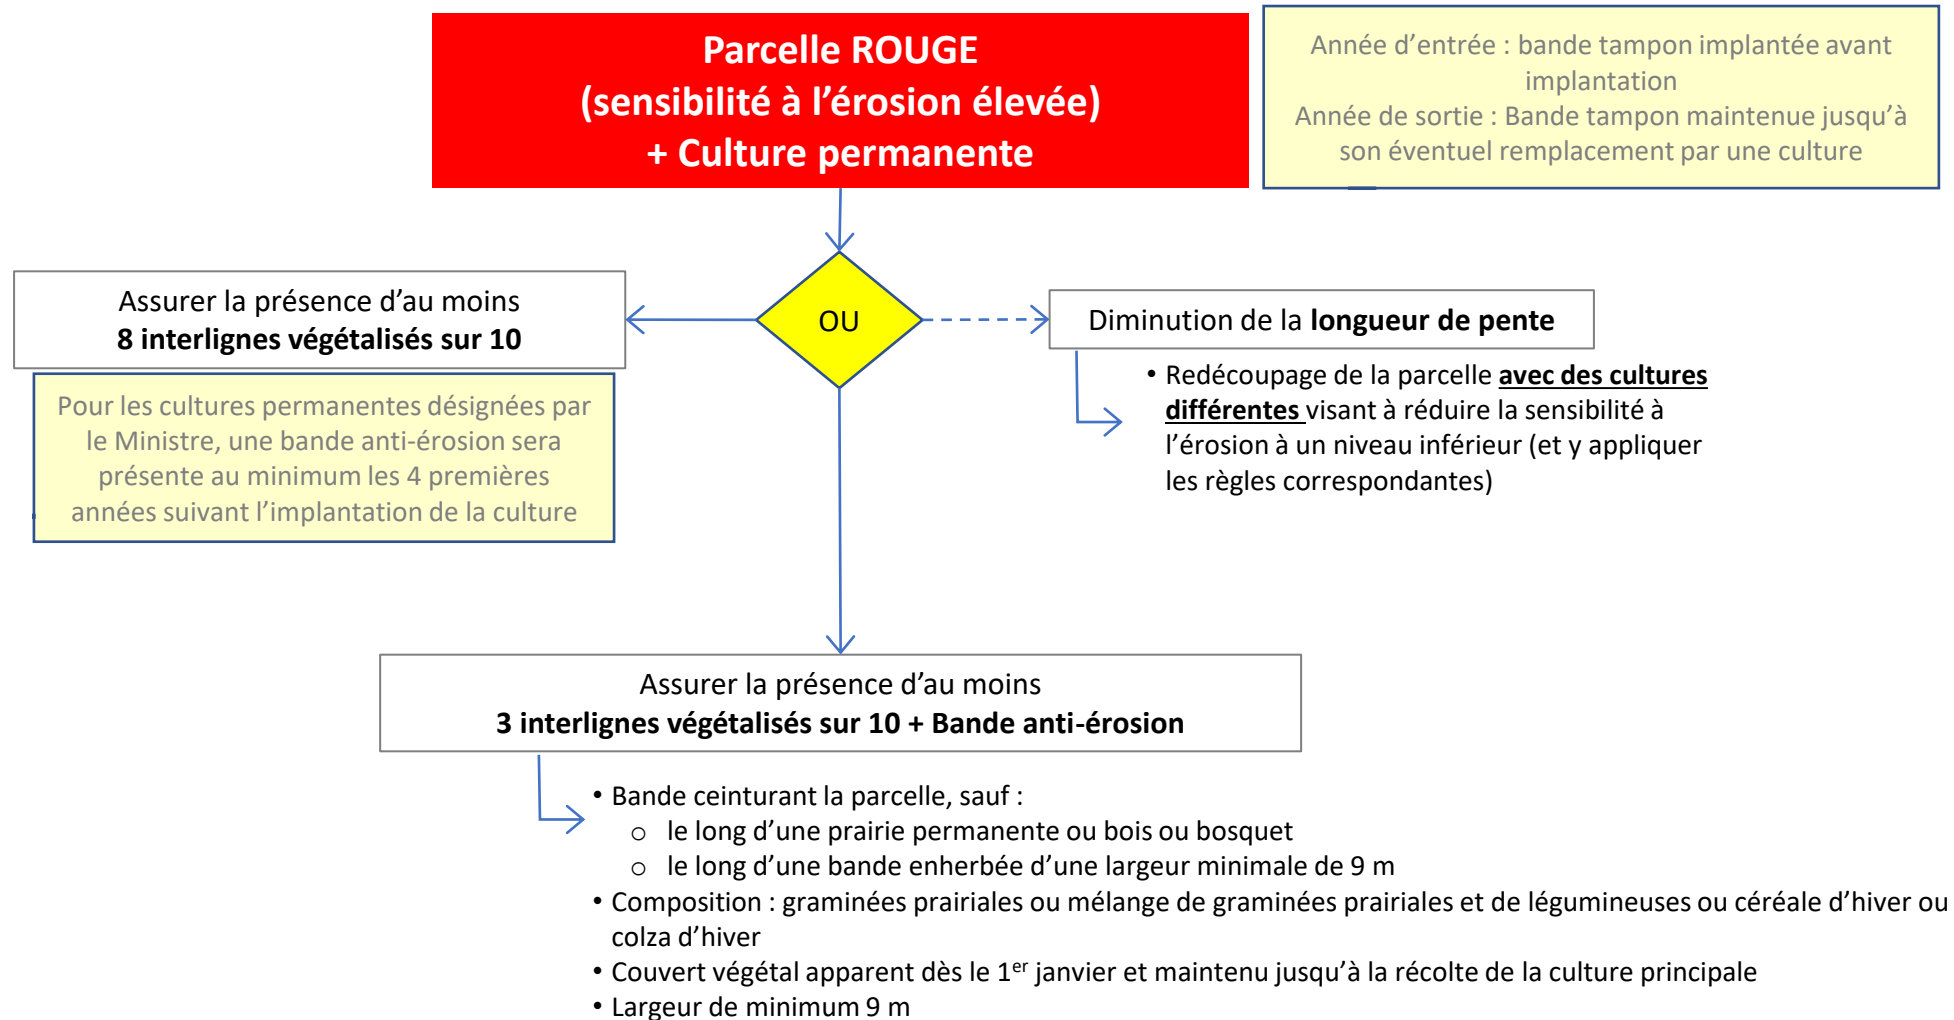 Parcelle ROUGE
(sensibilité à l’érosion élevée)
+ Culture permanente
Année d’entrée : bande tampon implantée avant
implantation
Année de sortie : Bande tampon maintenue jusqu’à
son éventuel remplacement par une culture
Assurer la présence d’au moins
8 interlignes végétalisés sur 10
OU
Diminution de la longueur de pente
Pour les cultures permanentes désignées par
le Ministre, une bande anti-érosion sera
présente au minimum les 4 premières
années suivant l’implantation de la culture
• Redécoupage de la parcelle avec des cultures
différentes visant à réduire la sensibilité à
l’érosion à un niveau inférieur (et y appliquer
les règles correspondantes)
Assurer la présence d’au moins
3 interlignes végétalisés sur 10 + Bande anti-érosion
• Bande ceinturant la parcelle, sauf :
o le long d’une prairie permanente ou bois ou bosquet
o le long d’une bande enherbée d’une largeur minimale de 9 m
• Composition : graminées prairiales ou mélange de graminées prairiales et de légumineuses ou céréale d’hiver ou
colza d’hiver
• Couvert végétal apparent dès le 1er janvier et maintenu jusqu’à la récolte de la culture principale
• Largeur de minimum 9 m